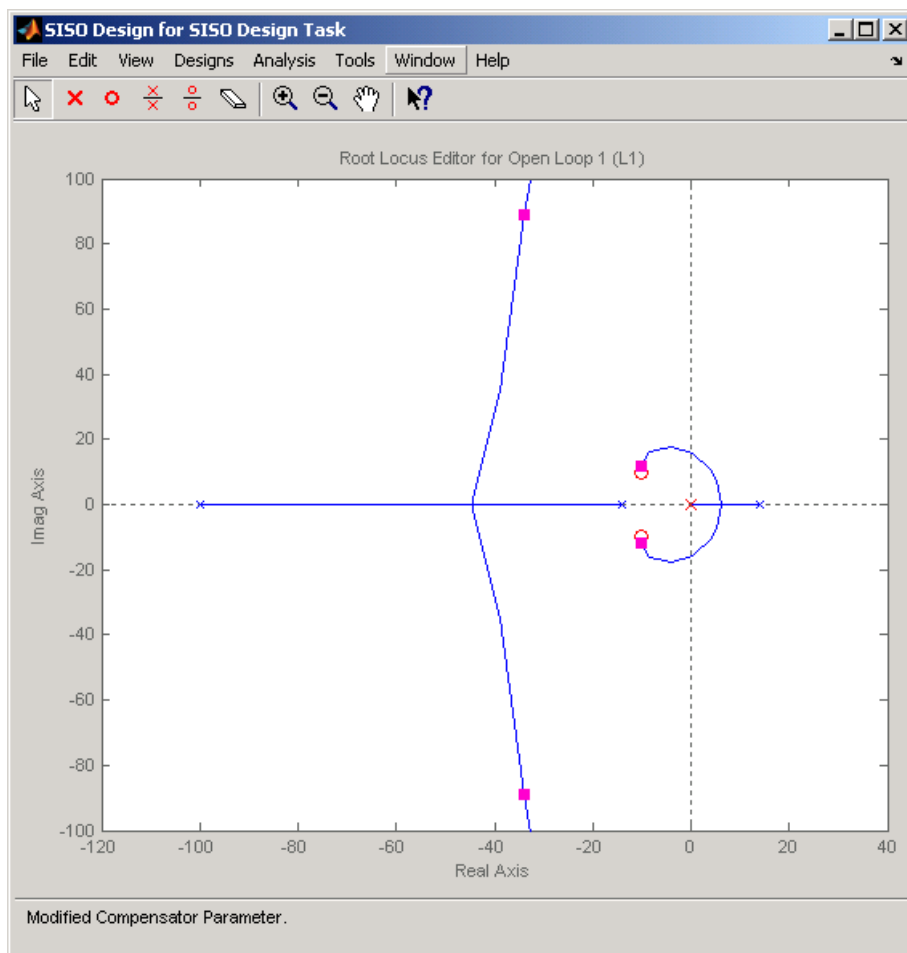 SISO Design for SISO Design Task
File Edit View Designs Analysis Tools Window Help
Root Locus Editor for Open Loop 1 (L1)
100
80
60
40
20
0
-20
-40
-60
-80
-100
Imag Axis
-120 -100 -80 -60 -40 -20 0 20 40
Real Axis
Modified Compensator Parameter.